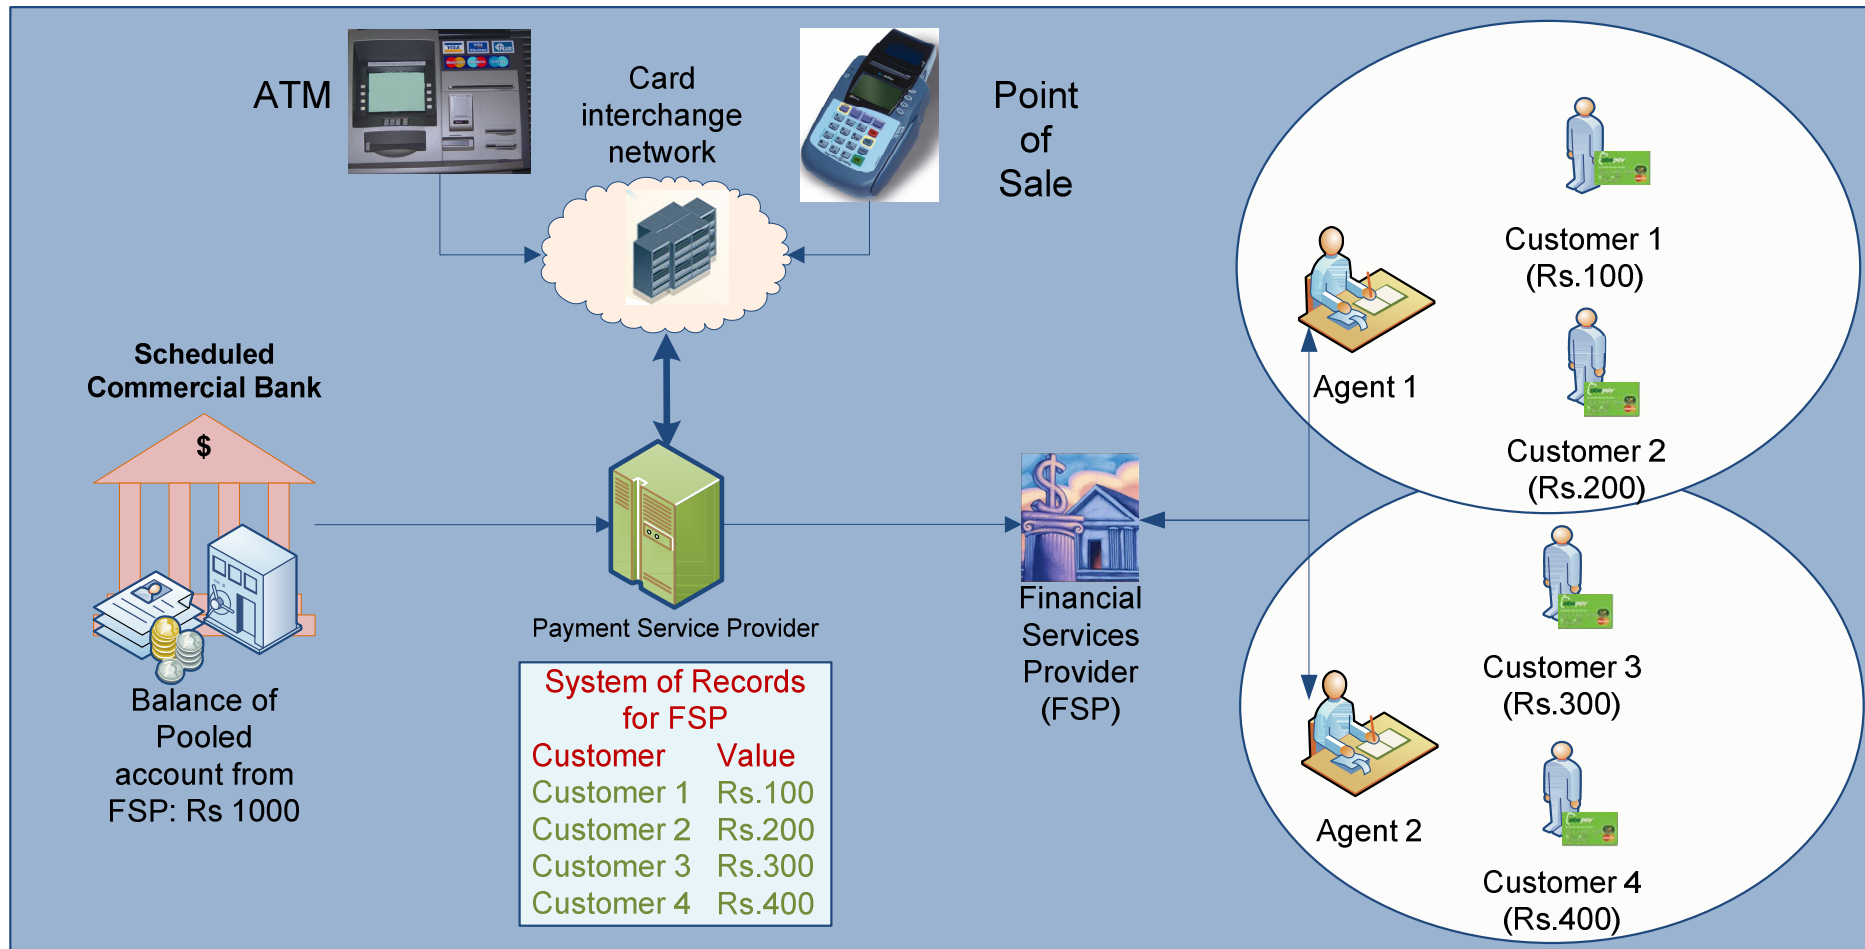 ATM
VISA
VISA
PLUS
Card
interchange
network
Point
of
Sale
Customer 1
(Rs.100)
Agent 1
Customer 2
(Rs.200)
Scheduled
Commercial Bank
$
Payment Service Provider
Financial
Services
Provider
(FSP)
Balance of
Pooled
account from
FSP: Rs 1000
System of Records
for FSP
Customer Value
Customer 1 Rs.100
Customer 2 Rs.200
Customer 3 Rs.300
Customer 4 Rs.400
Customer 3
(Rs.300)
Agent 2
Customer 4
(Rs.400)